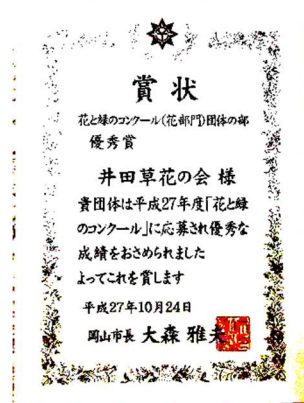 賞状
花と緑のコンクール(花部門)団体の部
優秀賞
井田草花の会 様
貴団体は平成27年度「花と緑
のコンクール」に応募され優秀な
成績をおさめられました
よってこれを賞します
平成27年10月24日
岡山市長 大森 雅夫